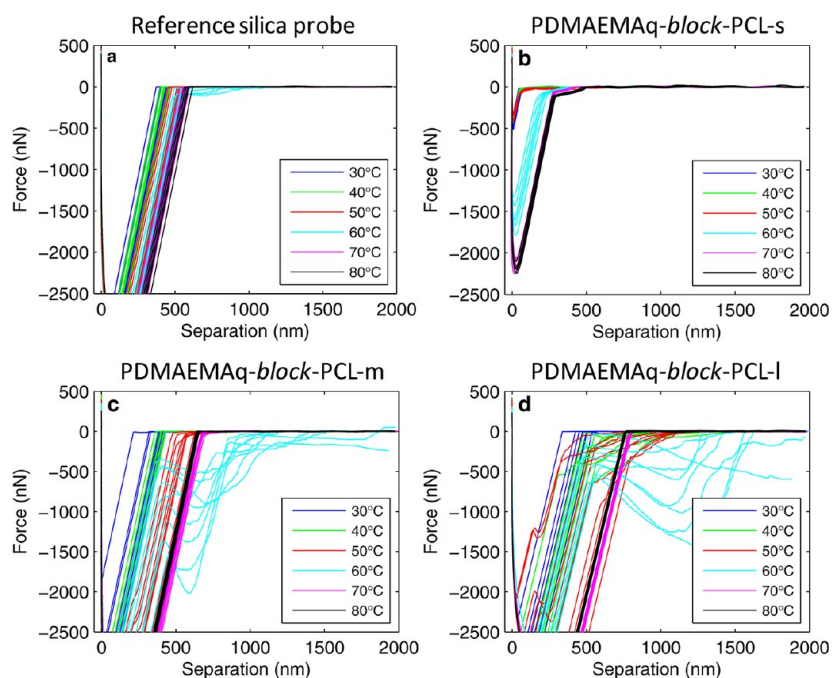 Reference silica probe
PDMAEMAq-block-PCL-s
a
500
0
−500
−1000
−1500
−2000
−2500
Force (nN)
30°C
40°C
50°C
60°C
70°C
80°C
0 500 1000 1500 2000
Separation (nm)
b
500
0
−500
−1000
−1500
−2000
−2500
Force (nN)
30°C
40°C
50°C
60°C
70°C
80°C
0 500 1000 1500 2000
Separation (nm)
PDMAEMAq-block-PCL-m
PDMAEMAq-block-PCL-l
c
500
0
−500
−1000
−1500
−2000
−2500
Force (nN)
30°C
40°C
50°C
60°C
70°C
80°C
0 500 1000 1500 2000
Separation (nm)
d
500
0
−500
−1000
−1500
−2000
−2500
Force (nN)
30°C
40°C
50°C
60°C
70°C
80°C
0 500 1000 1500 2000
Separation (nm)